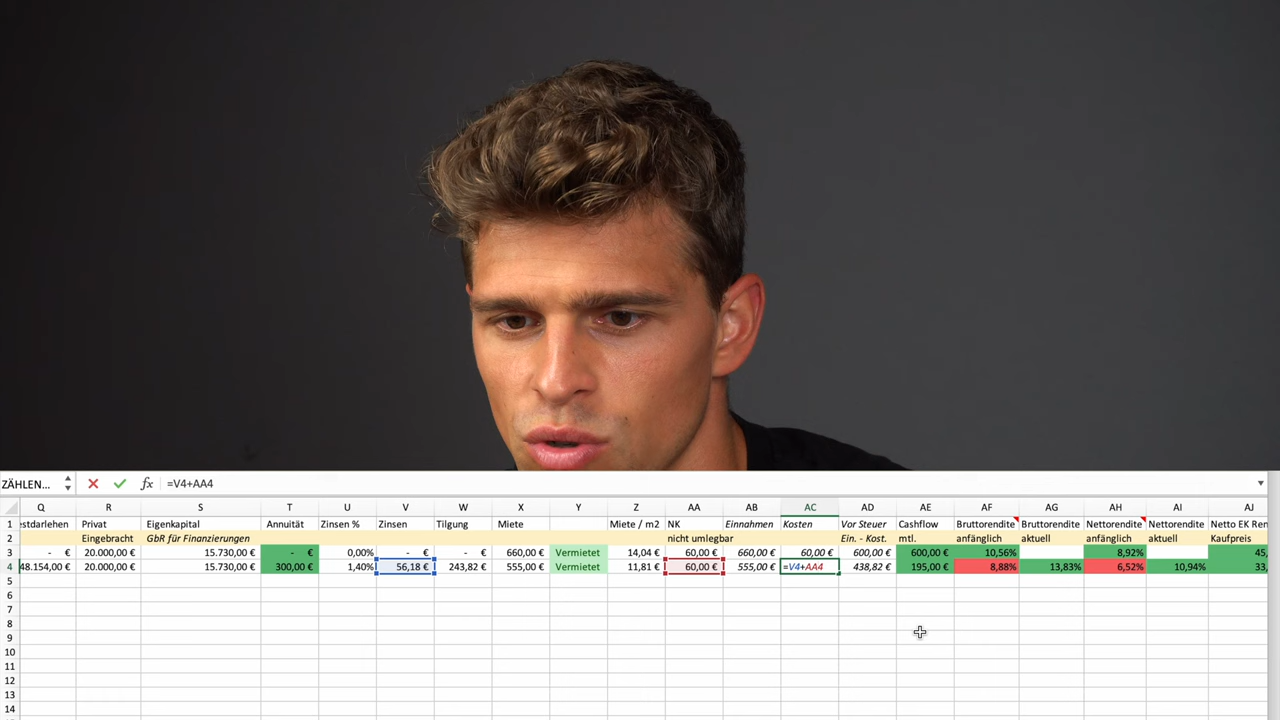 ZÄHLEN... fx =V4+AA4
Q R S T U V W X Y Z AA AB AC AD AE AF AG AH AI AJ
1 stdarlehen Privat Eigenkapital Annuität Zinsen % Zinsen Tilgung Miete Miete / m2 NK Einnahmen Kosten Vor Steuer Cashflow Bruttorendite Bruttorendite Nettorendite Nettorendite Netto EK Ren
2 Eingebracht GbR für Finanzierungen nicht umlegbar Ein. - Kost. mtl. anfänglich aktuell anfänglich aktuell Kaufpreis
3 - € 20.000,00 € 15.730,00 € - € 0,00% - € - € 660,00 € Vermietet 14,04 € 60,00 € 660,00 € 60,00 € 600,00 € 600,00 € 10,56% 8,92% 45,
4 48.154,00 € 20.000,00 € 15.730,00 € 300,00 € 1,40% 56,18 € 243,82 € 555,00 € Vermietet 11,81 € 60,00 € 555,00 € =V4+AA4 438,82 € 195,00 € 8,88% 13,83% 6,52% 10,94% 33,
5
6
7
8
9
10
11
12
13
14